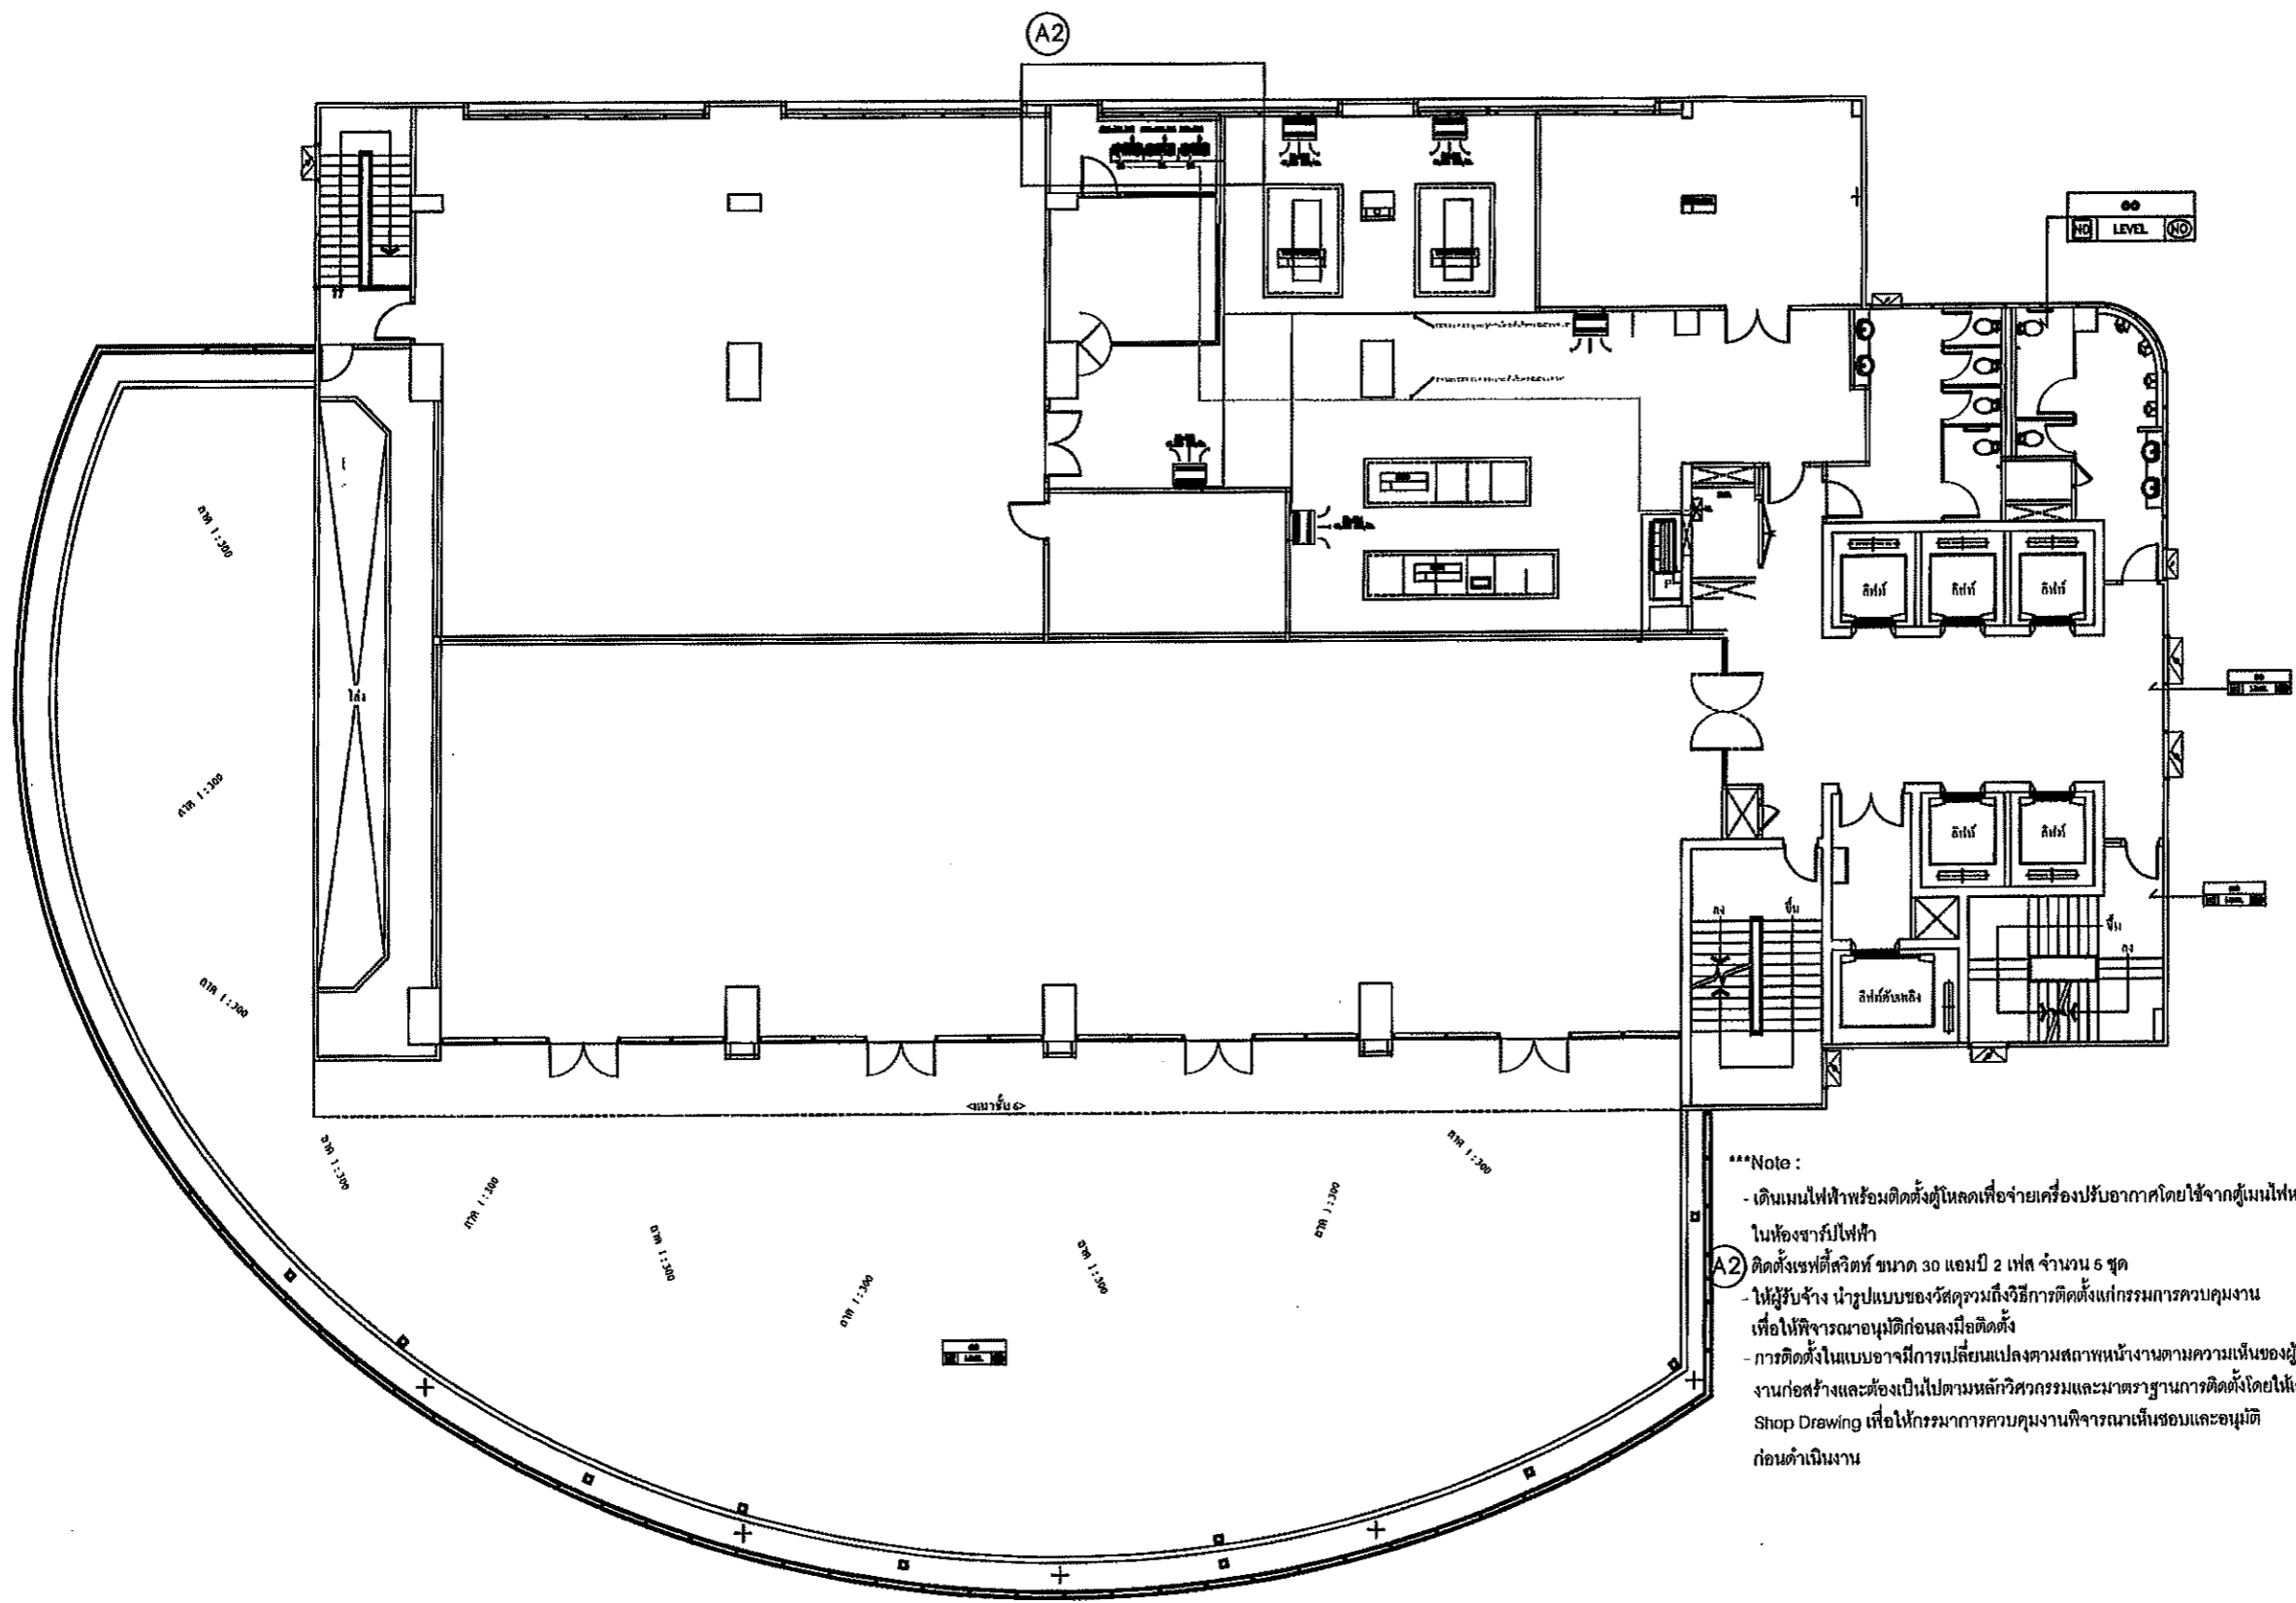 A2
ND LEVEL NO
ลาด 1:300
ลาด 1:300
ลาด 1:300
โล่ง
ลิฟท์
ลิฟท์
ลิฟท์
ลิฟท์
ลิฟท์
ลง
ขึ้น
ขึ้น
ลง
ลิฟท์ดับเพลิง
<แนวชั้น 6>
ลาด 1:300
ลาด 1:300
ลาด 1:300
ลาด 1:300
ลาด 1:300
ลาด 1:300
ลาด 1:300
LEVEL
LEVEL
LEVEL
***Note :
- เดินเมนไฟฟ้าพร้อมติดตั้งตู้โหลดเพื่อจ่ายเครื่องปรับอากาศโดยใช้จากตู้เมนไฟ
ในห้องชาร์ปไฟฟ้า
A2 ติดตั้งเซฟตี้สวิตท์ ขนาด 30 แอมป์ 2 เฟส จำนวน 5 ชุด
- ให้ผู้รับจ้าง นำรูปแบบของวัสดุรวมถึงวิธีการติดตั้งแก่กรรมการควบคุมงาน
เพื่อให้พิจารณาอนุมัติก่อนลงมือติดตั้ง
- การติดตั้งในแบบอาจมีการเปลี่ยนแปลงตามสภาพหน้างานตามความเห็นของผู้
งานก่อสร้างและต้องเป็นไปตามหลักวิศวกรรมและมาตราฐานการติดตั้งโดยให้
Shop Drawing เพื่อให้กรรมาการควบคุมงานพิจารณาเห็นชอบและอนุมัติ
ก่อนดำเนินงาน